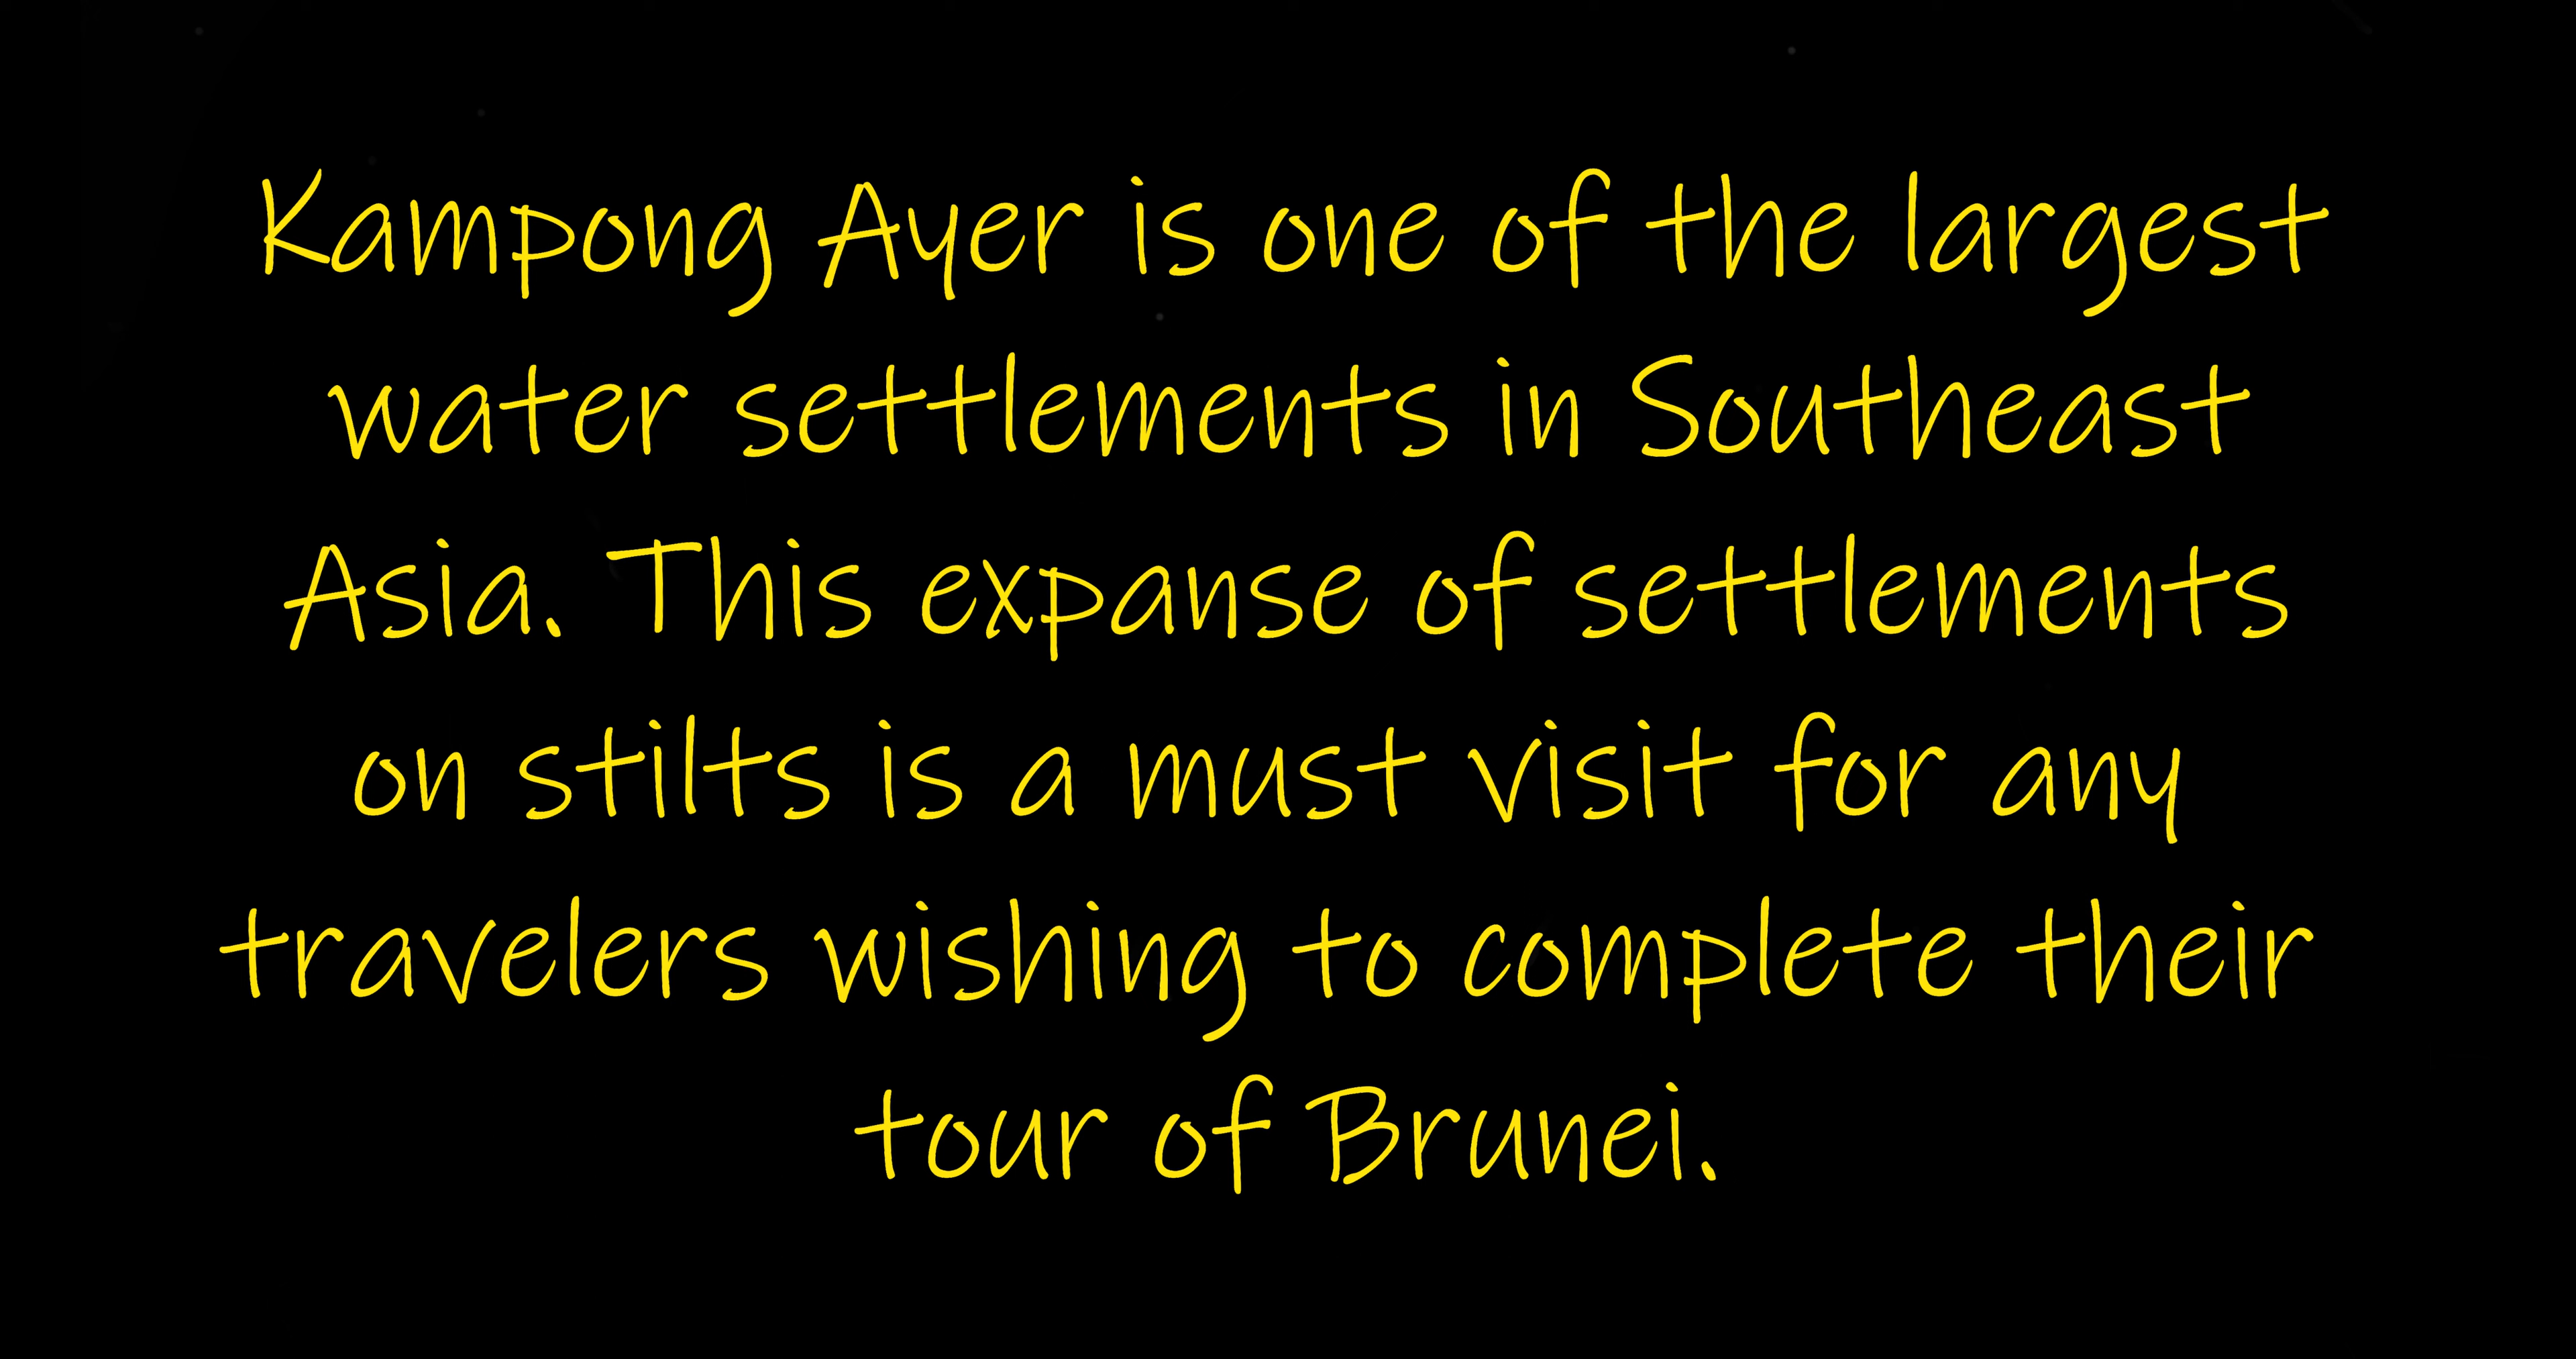 Kampong Ayer is one of the largest
water settlements in Southeast
Asia. This expanse of settlements
on stilts is a must visit for any
travelers wishing to complete their
tour of Brunei.